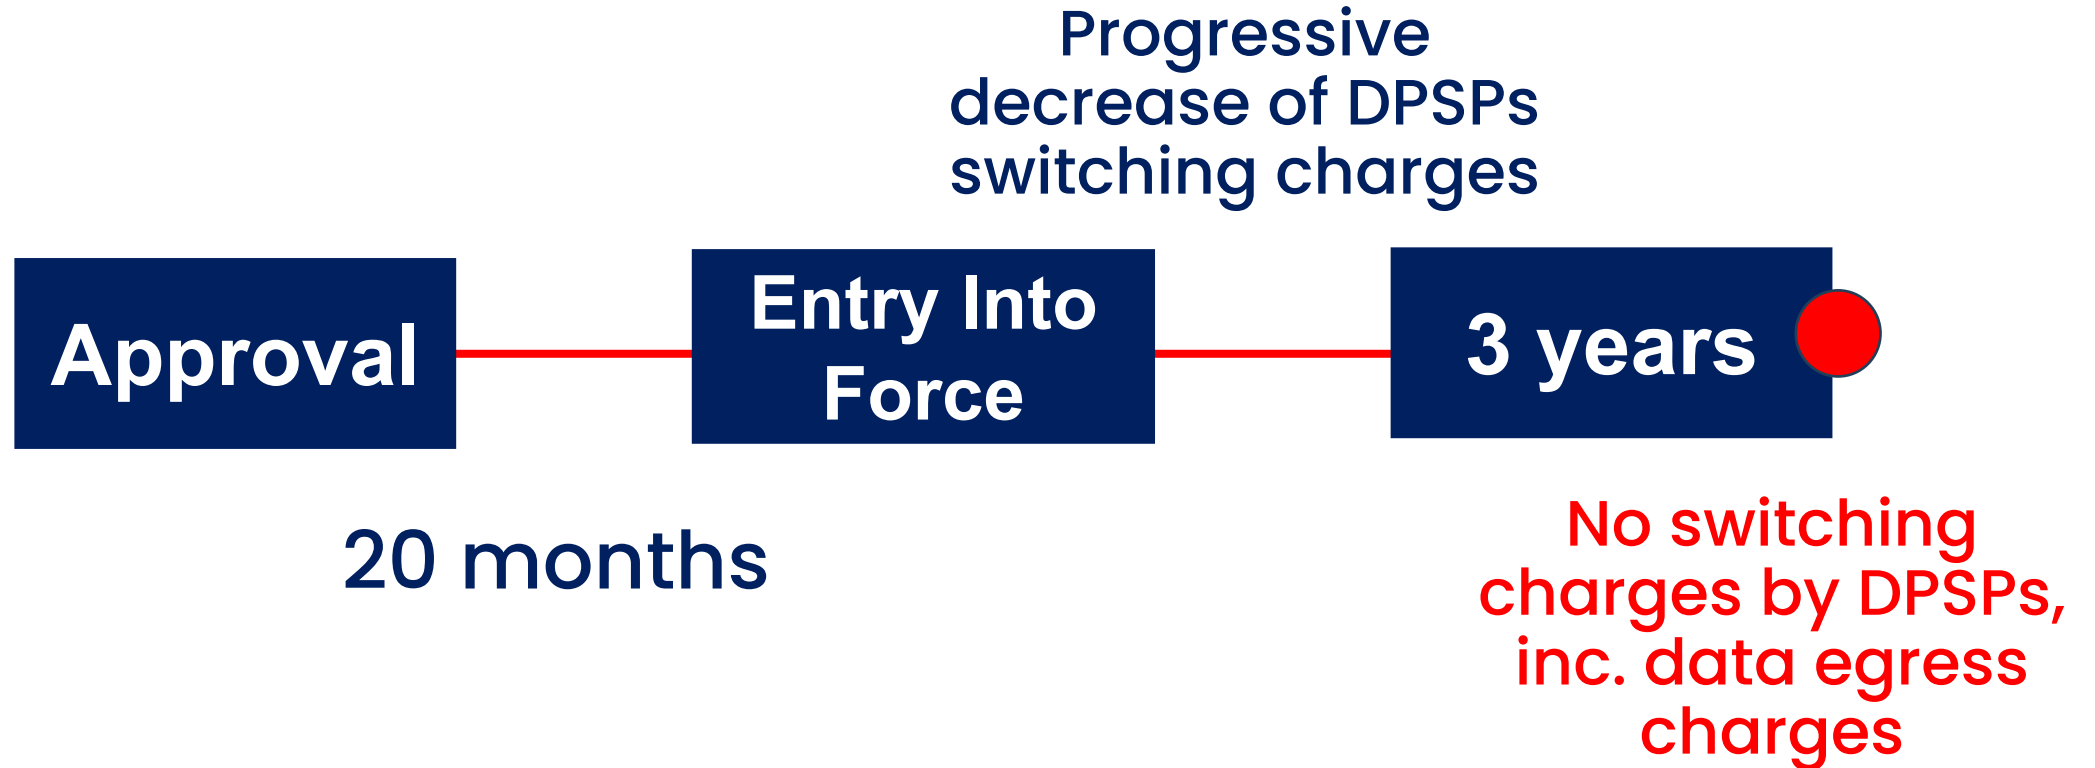 Progressive
decrease of DPSPs
switching charges
Approval
Entry Into
Force
3 years
20 months
No switching
charges by DPSPs,
inc. data egress
charges